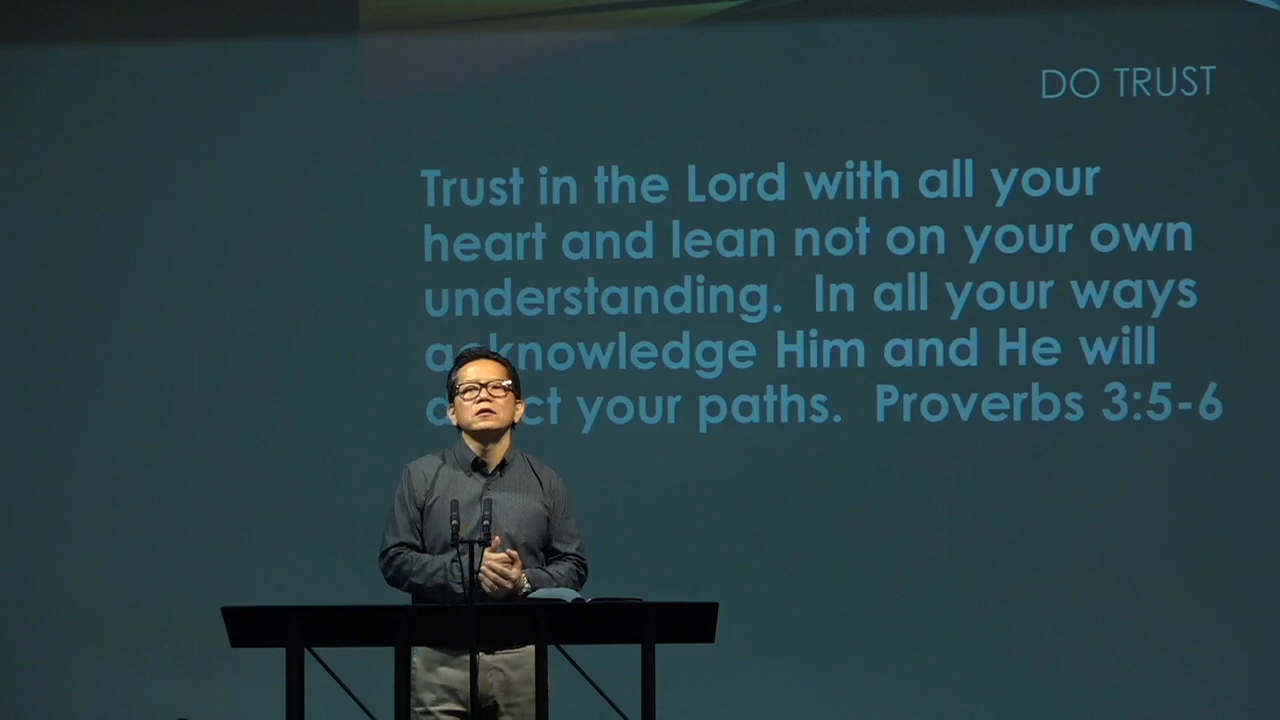 DO TRUST
Trust in the Lord with all your
heart and lean not on your own
understanding. In all your ways
acknowledge Him and He will
your paths. Proverbs 3:5-6